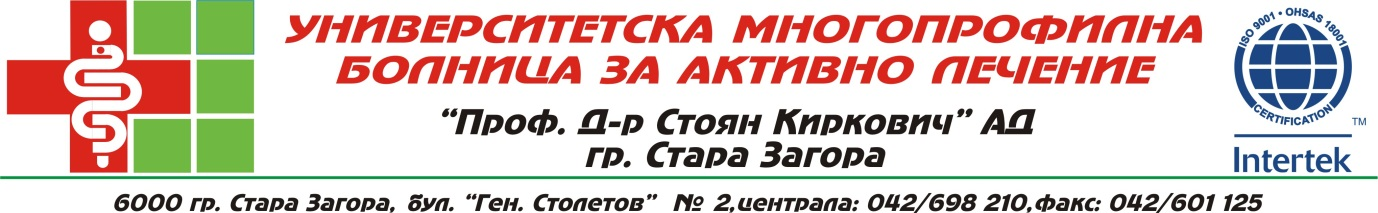 УНИВЕРСИТЕТСКА МНОГОПРОФИЛНА
БОЛНИЦА ЗА АКТИВНО ЛЕЧЕНИЕ
“Проф. Д-р Стоян Киркович” АД
гр. Стара Загора
6000 гр. Стара Загора, бул. “Ген. Столетов” № 2,централа: 042/698 210,факс: 042/601 125
ISO 9001 • OHSAS 18001
CERTIFICATION
TM
Intertek